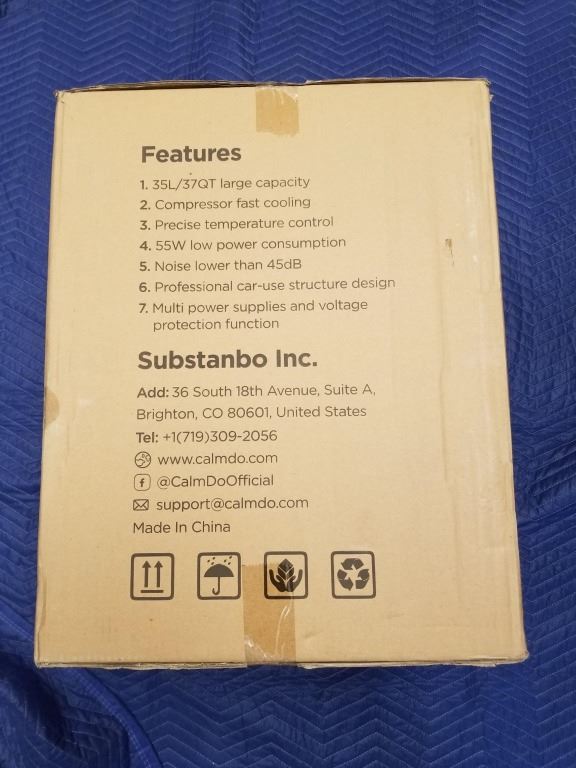 Features
1. 35L/37QT large capacity
2. Compressor fast cooling
3. Precise temperature control
4. 55W low power consumption
5. Noise lower than 45dB
6. Professional car-use structure design
7. Multi power supplies and voltage
protection function
Substanbo Inc.
Add: 36 South 18th Avenue, Suite A,
Brighton, CO 80601, United States
Tel: +1(719)309-2056
www.calmdo.com
@CalmDoOfficial
support@calmdo.com
Made In China